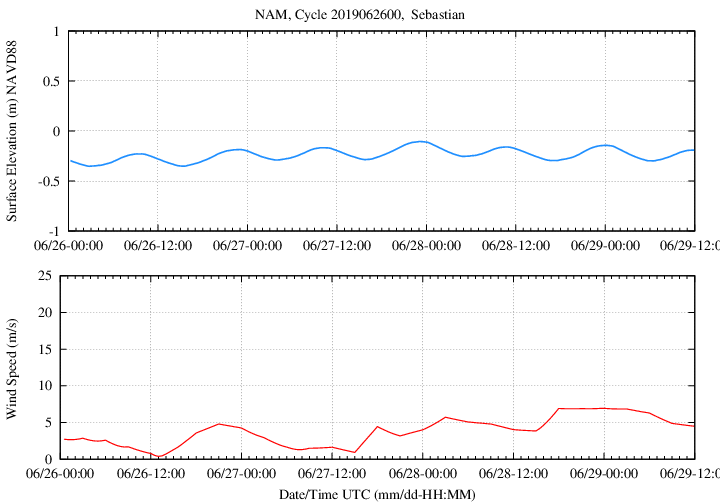 NAM, Cycle 2019062600,  Sebastian
Surface Elevation (m) NAVD88
1
0.5
0
-0.5
-1
06/26-00:00 06/26-12:00 06/27-00:00 06/27-12:00 06/28-00:00 06/28-12:00 06/29-00:00 06/29-12:0
Wind Speed (m/s)
25
20
15
10
5
0
06/26-00:00 06/26-12:00 06/27-00:00 06/27-12:00 06/28-00:00 06/28-12:00 06/29-00:00 06/29-12:0
Date/Time UTC (mm/dd-HH:MM)